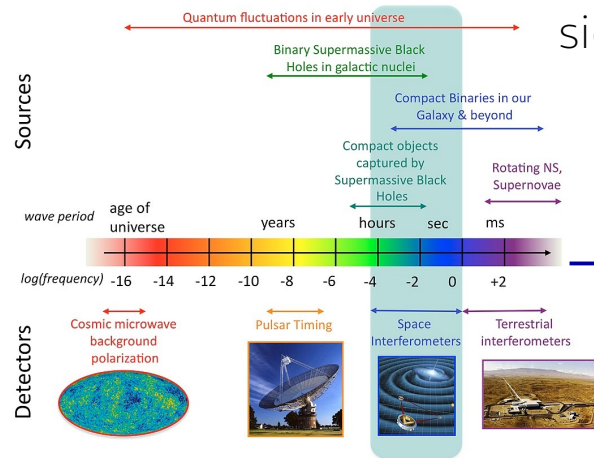 Quantum fluctuations in early universe
Binary Supermassive Black
Holes in galactic nuclei
Compact Binaries in our
Galaxy & beyond
Compact objects
captured by
Supermassive Black
Holes
Rotating NS,
Supernovae
Sources
wave period
age of
universe
years
hours
sec
ms
log(frequency)
-16
-14
-12
-10
-8
-6
-4
-2
0
+2
Detectors
Cosmic microwave
background
polarization
Pulsar Timing
Space
Interferometers
Terrestrial
interferometers